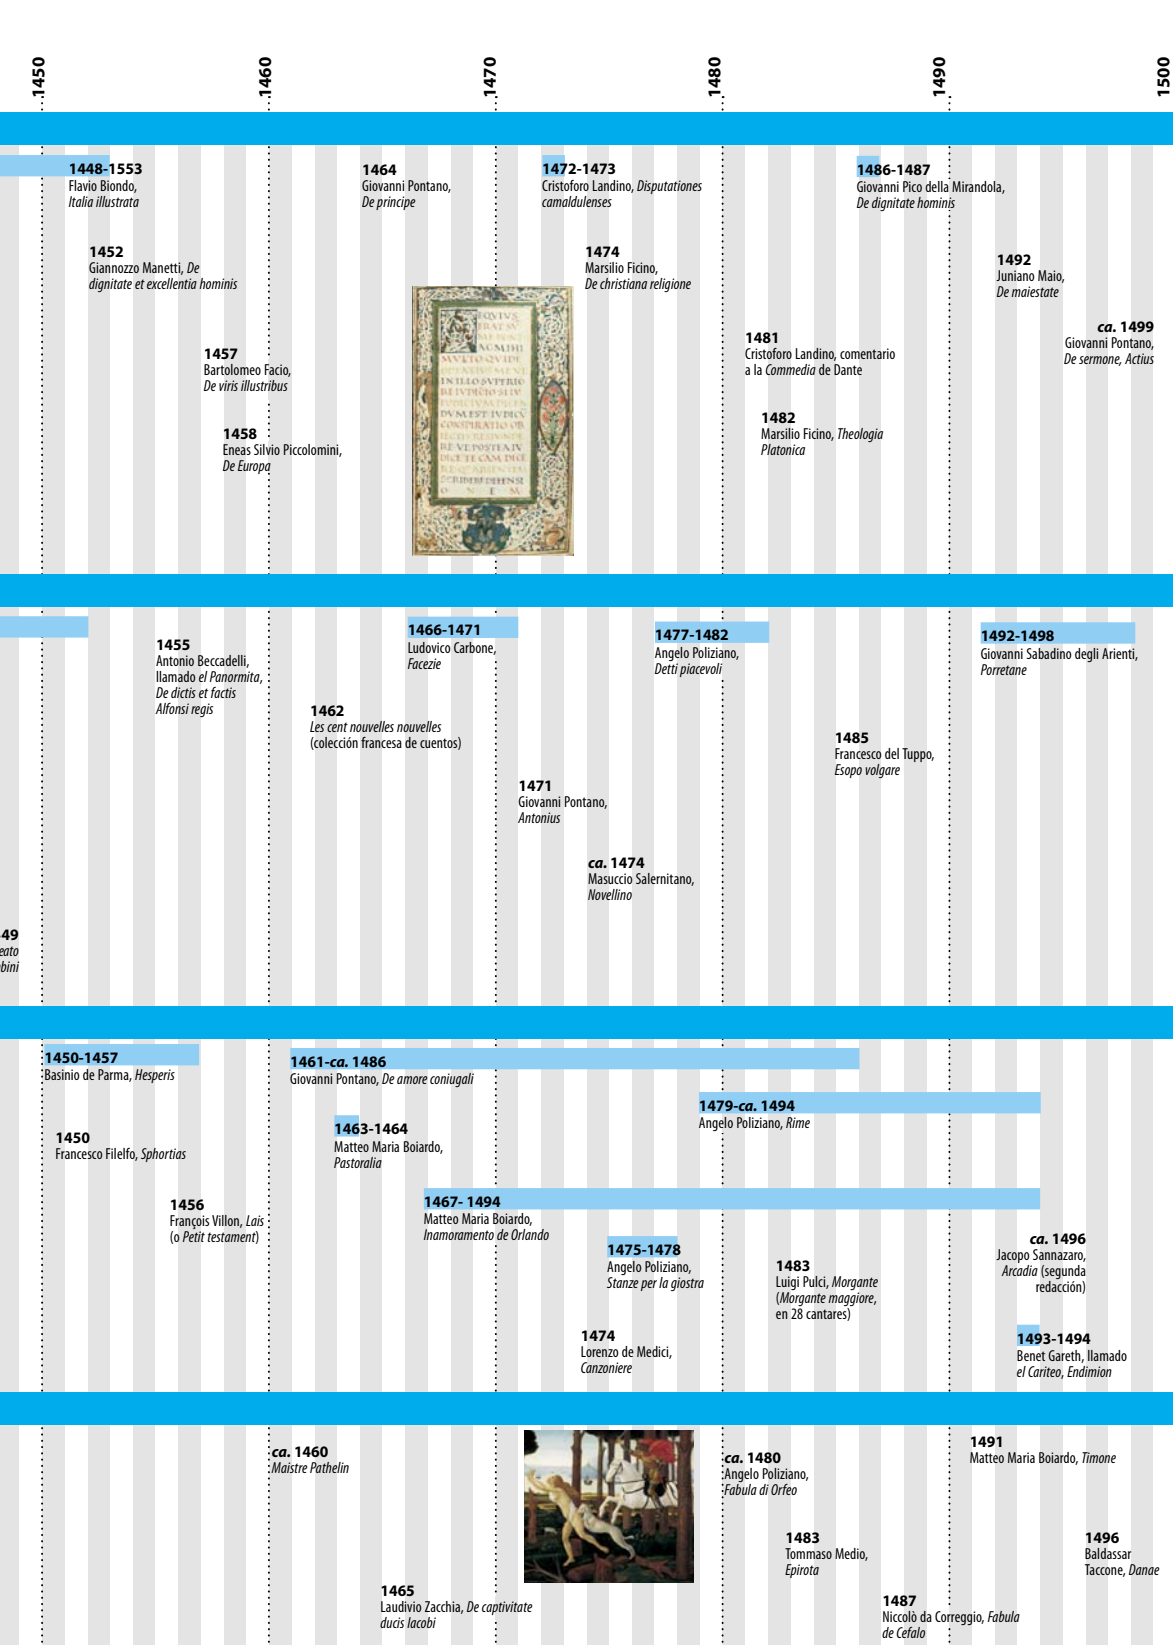 1450
1460
1470
1480
1490
1500
1448-1553
Flavio Biondo,
Italia illustrata
1452
Giannozzo Manetti, De
dignitate et excellentia hominis
1457
Bartolomeo Facio,
De viris illustribus
1458
Eneas Silvio Piccolomini,
De Europa
1464
Giovanni Pontano,
De principe
1472-1473
Cristoforo Landino, Disputationes
camaldulenses
1474
Marsilio Ficino,
De christiana religione
1481
Cristoforo Landino, comentario
a la Commedia de Dante
1482
Marsilio Ficino, Theologia
Platonica
1486-1487
Giovanni Pico della Mirandola,
De dignitate hominis
1492
Juniano Maio,
De maiestate
ca. 1499
Giovanni Pontano,
De sermone, Actius
49
eato
bini
1455
Antonio Beccadelli,
llamado el Panormita,
De dictis et factis
Alfonsi regis
1462
Les cent nouvelles nouvelles
(colección francesa de cuentos)
1466-1471
Ludovico Carbone,
Facezie
1471
Giovanni Pontano,
Antonius
ca. 1474
Masuccio Salernitano,
Novellino
1477-1482
Angelo Poliziano,
Detti piacevoli
1485
Francesco del Tuppo,
Esopo volgare
1492-1498
Giovanni Sabadino degli Arienti,
Porretane
1450-1457
Basinio de Parma, Hesperis
1450
Francesco Filelfo, Sphortias
1456
François Villon, Lais
(o Petit testament)
1461-ca. 1486
Giovanni Pontano, De amore coniugali
1463-1464
Matteo Maria Boiardo,
Pastoralia
1467- 1494
Matteo Maria Boiardo,
Inamoramento de Orlando
1475-1478
Angelo Poliziano,
Stanze per la giostra
1474
Lorenzo de Medici,
Canzoniere
1479-ca. 1494
Angelo Poliziano, Rime
1483
Luigi Pulci, Morgante
(Morgante maggiore,
en 28 cantares)
ca. 1496
Jacopo Sannazaro,
Arcadia (segunda
redacción)
1493-1494
Benet Gareth, llamado
el Cariteo, Endimion
ca. 1460
Maistre Pathelin
1465
Laudivio Zacchia, De captivitate
ducis Iacobi
ca. 1480
Angelo Poliziano,
Fabula di Orfeo
1483
Tommaso Medio,
Epirota
1487
Niccolò da Correggio, Fabula
de Cefalo
1491
Matteo Maria Boiardo, Timone
1496
Baldassar
Taccone, Danae